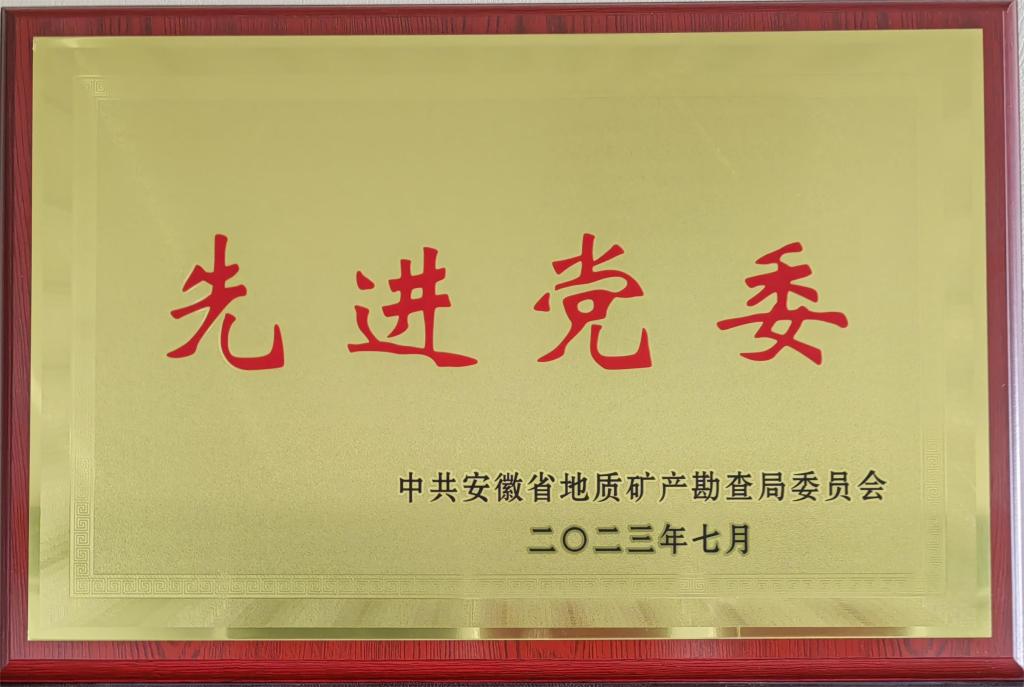 先进党委
中共安徽省地质矿产勘查局委员会
二〇二三年七月